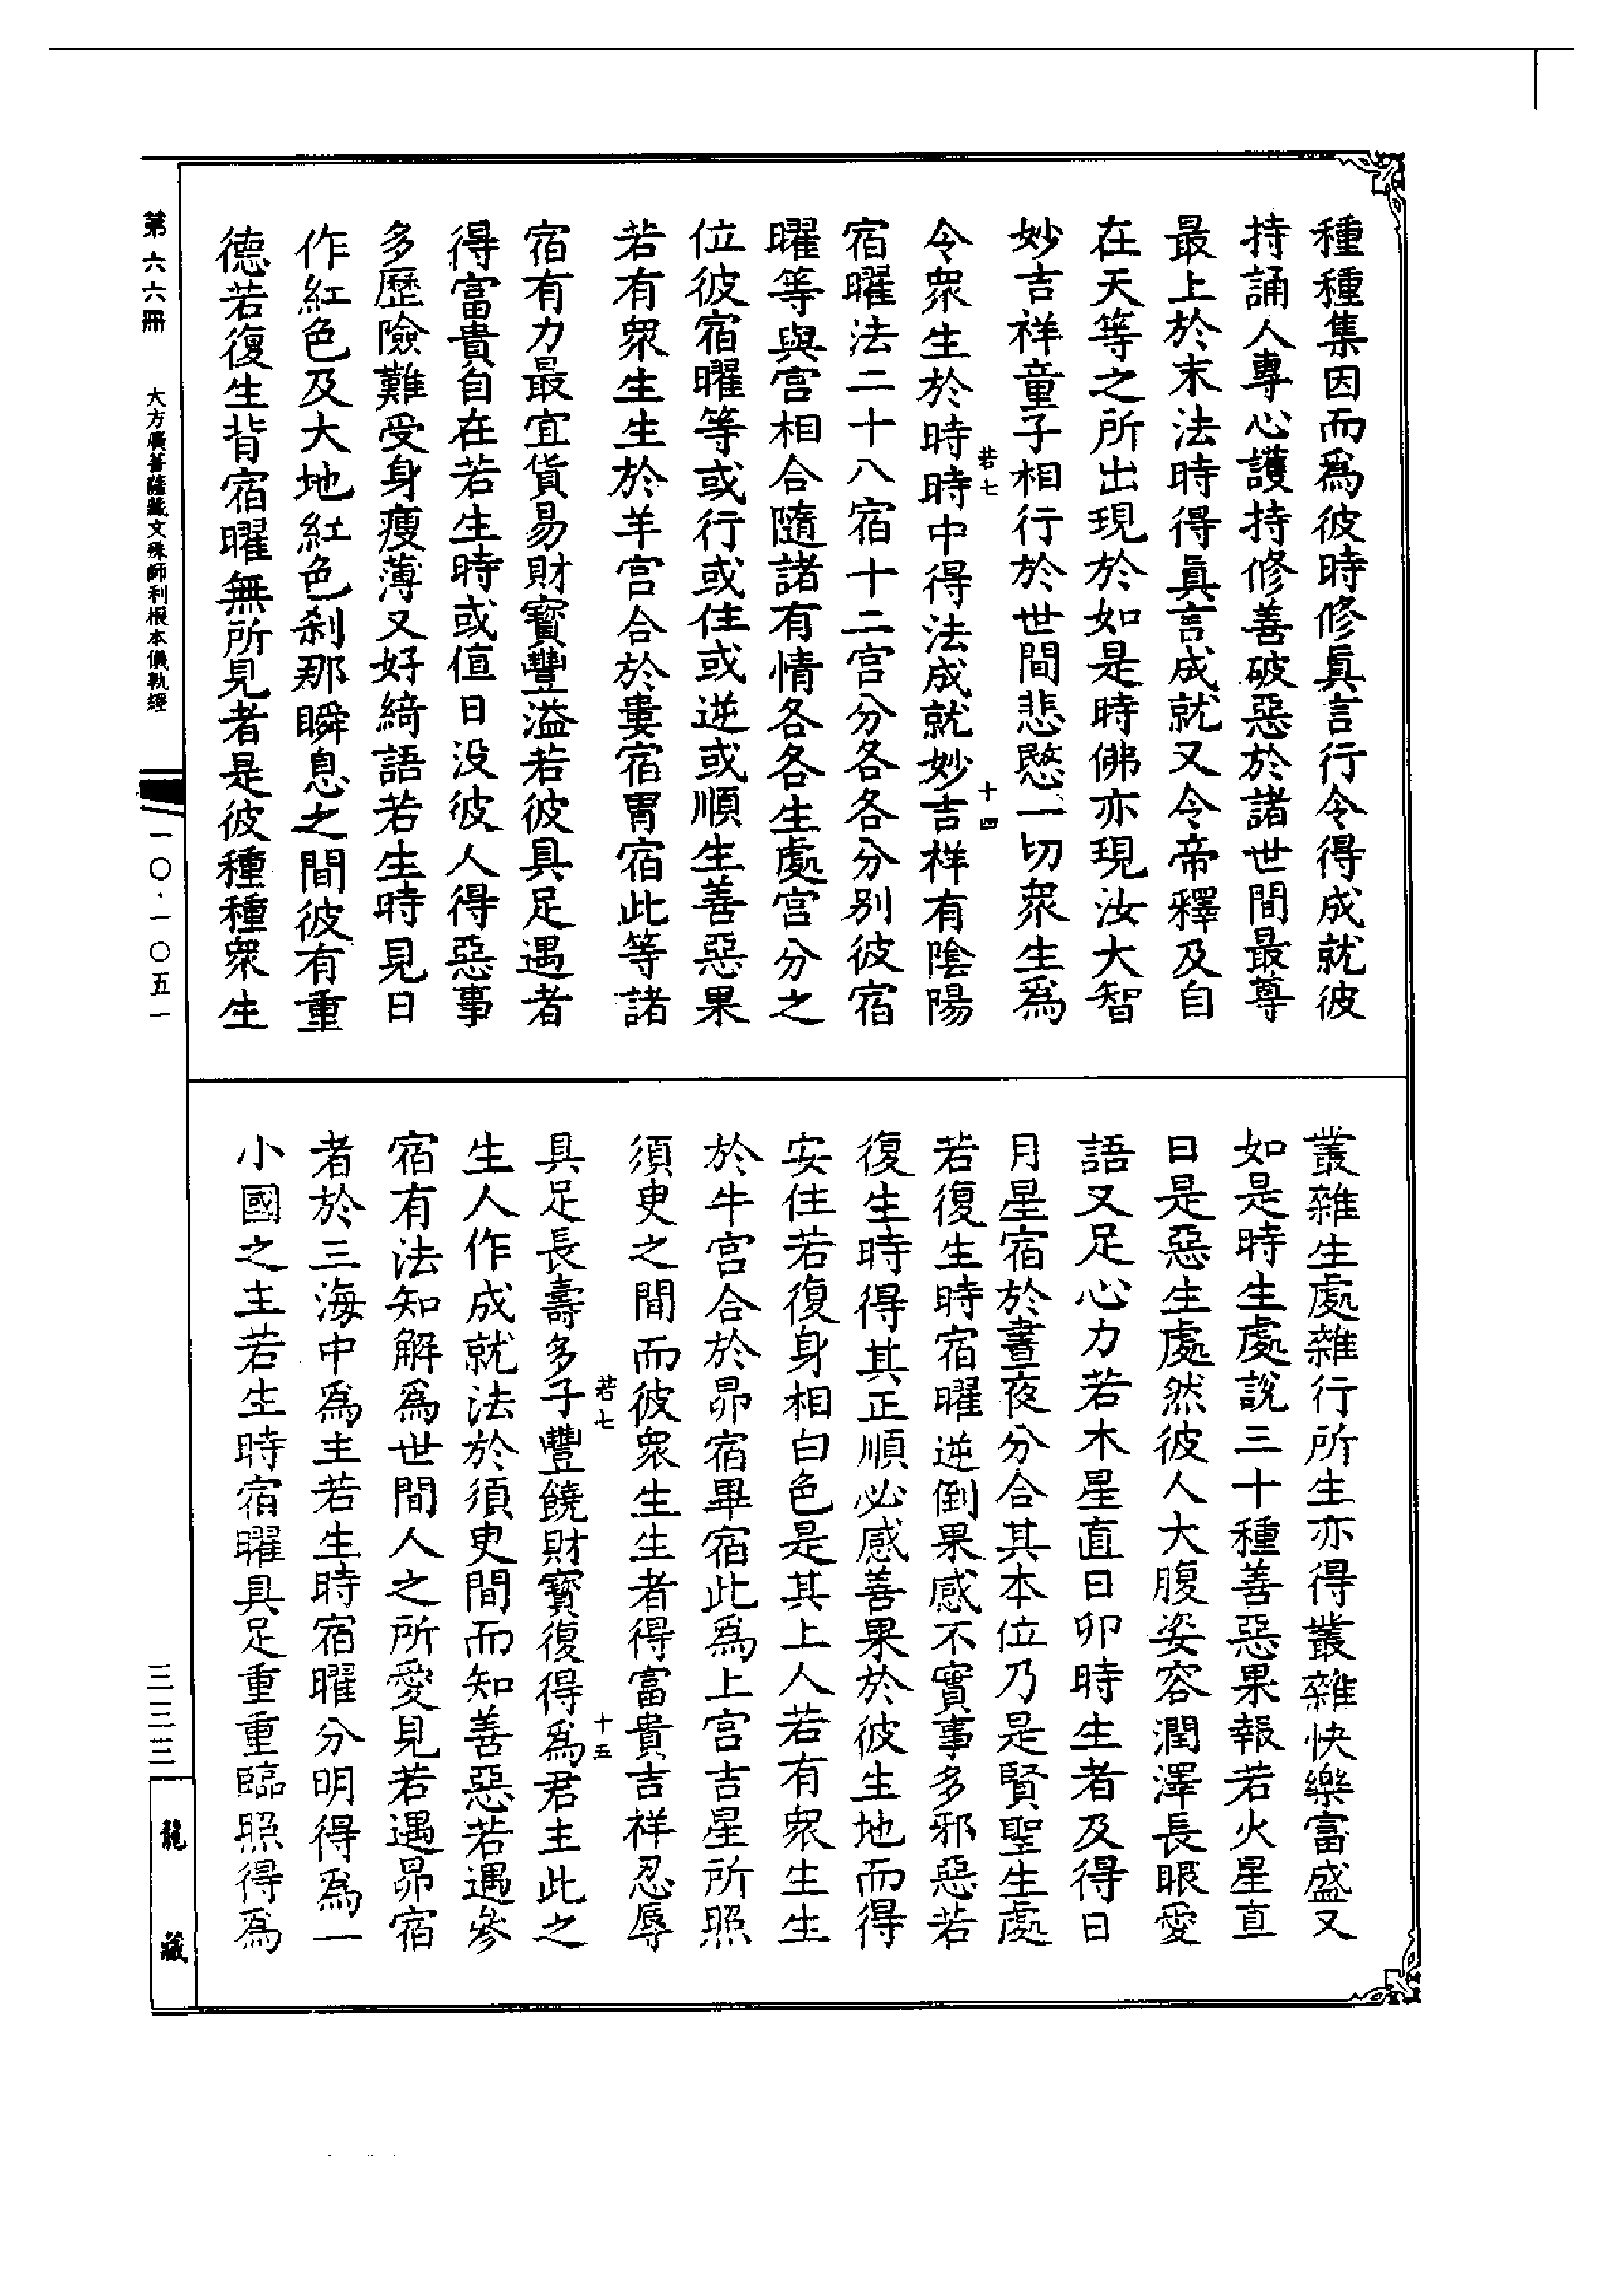 種種集因而爲彼時修眞言行令得成就彼
持誦人專心護持修善破惡於諸世間最尊
最上於末法時得眞言成就又令帝釋及自
在天等之所出現於如是時佛亦現汝大智
妙吉祥童子相行於世間悲愍一切衆生爲
若七
十四
令衆生於時時中得法成就妙吉祥有陰陽
宿曜法二十八宿十二宫分各各分別彼宿
曜等與宫相合隨諸有情各各生處宫分之
位彼宿曜等或行或住或逆或順生善惡果
若有衆生生於羊宫合於婁宿胃宿此等諸
宿有力最宜貨易財寶豐溢若彼具足遇者
得富貴自在若生時或值日没彼人得惡事
多歷險難受身瘦薄又好綺語若生時見日
作紅色及大地紅色刹那瞬息之間彼有重
德若復生背宿曜無所見者是彼種種衆生
叢雜生處雜行所生亦得叢雜快樂富盛又
如是時生處說三十種善惡果報若火星直
日是惡生處然彼人大腹姿容潤澤長眼愛
語又足心力若木星直日卯時生者及得日
月星宿於晝夜分合其本位乃是賢聖生處
若復生時宿曜逆倒果感不實事多邪惡若
復生時得其正順必感善果於彼生地而得
安住若復身相白色是其上人若有衆生生
於牛宫合於昴宿畢宿此爲上宫吉星所照
須臾之間而彼衆生生者得富貴吉祥忍辱
若七
十五
具足長壽多子豐饒財寶復得爲君主此之
生人作成就法於須臾間而知善惡若遇參
宿有法知解爲世間人之所愛見若遇昴宿
者於三海中爲主若生時宿曜分明得爲一
小國之主若生時宿曜具足重重臨照得爲
第六六冊
大方廣菩薩藏文殊師利根本儀軌經
一〇·一〇五一
三三三
龍藏